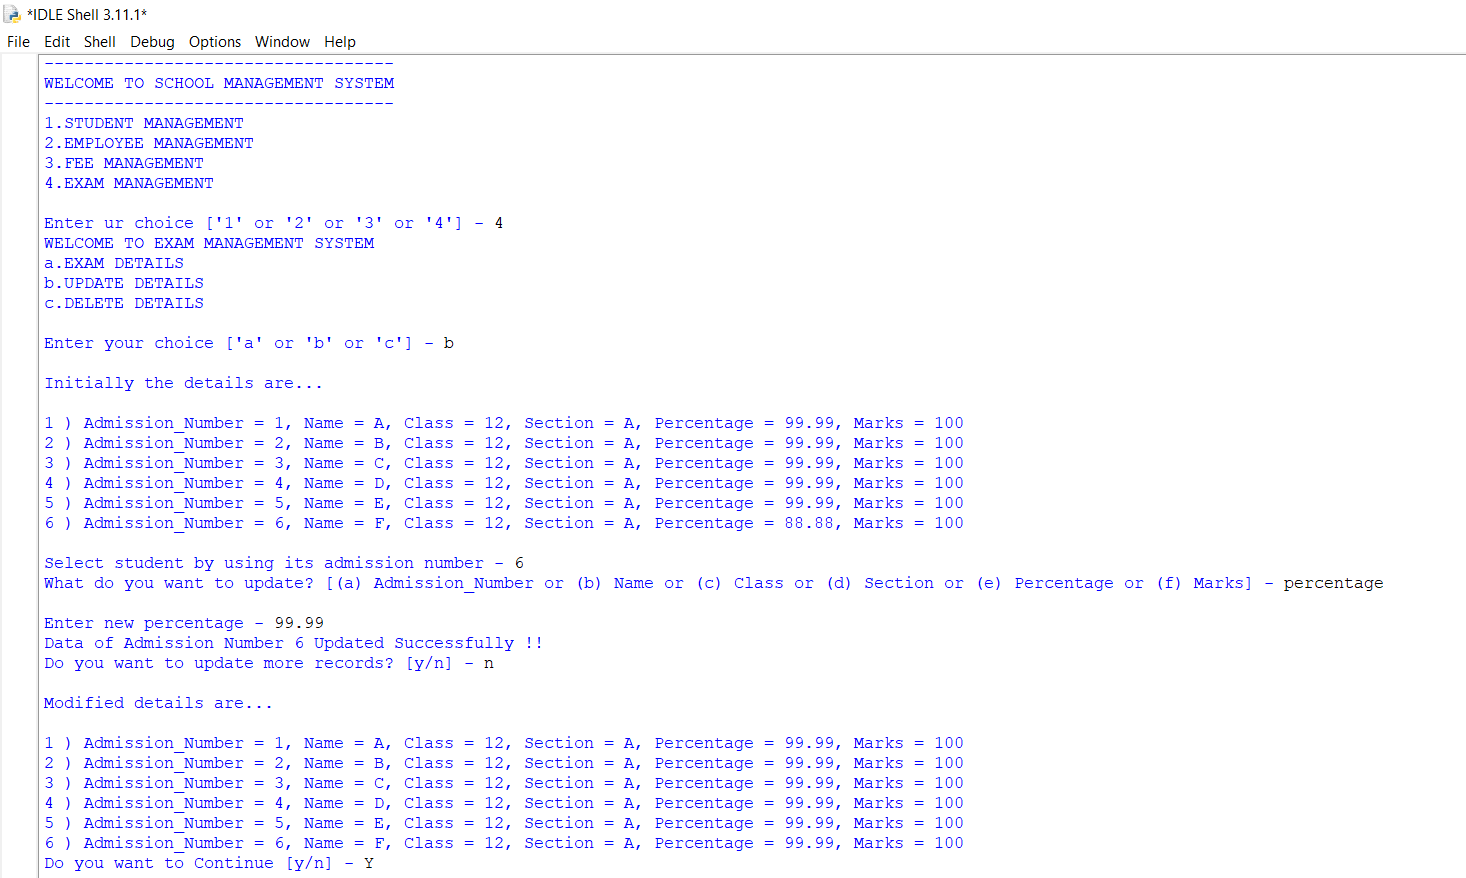 *IDLE Shell 3.11.1*
File Edit Shell Debug Options Window Help
-----------------------------------
WELCOME TO SCHOOL MANAGEMENT SYSTEM
-----------------------------------
1.STUDENT MANAGEMENT
2.EMPLOYEE MANAGEMENT
3.FEE MANAGEMENT
4.EXAM MANAGEMENT
Enter ur choice ['1' or '2' or '3' or '4'] - 4
WELCOME TO EXAM MANAGEMENT SYSTEM
a.EXAM DETAILS
b.UPDATE DETAILS
c.DELETE DETAILS
Enter your choice ['a' or 'b' or 'c'] - b
Initially the details are...
1 ) Admission_Number = 1, Name = A, Class = 12, Section = A, Percentage = 99.99, Marks = 100
2 ) Admission_Number = 2, Name = B, Class = 12, Section = A, Percentage = 99.99, Marks = 100
3 ) Admission_Number = 3, Name = C, Class = 12, Section = A, Percentage = 99.99, Marks = 100
4 ) Admission_Number = 4, Name = D, Class = 12, Section = A, Percentage = 99.99, Marks = 100
5 ) Admission_Number = 5, Name = E, Class = 12, Section = A, Percentage = 99.99, Marks = 100
6 ) Admission_Number = 6, Name = F, Class = 12, Section = A, Percentage = 88.88, Marks = 100
Select student by using its admission number - 6
What do you want to update? [(a) Admission_Number or (b) Name or (c) Class or (d) Section or (e) Percentage or (f) Marks] - percentage
Enter new percentage - 99.99
Data of Admission Number 6 Updated Successfully !!
Do you want to update more records? [y/n] - n
Modified details are...
1 ) Admission_Number = 1, Name = A, Class = 12, Section = A, Percentage = 99.99, Marks = 100
2 ) Admission_Number = 2, Name = B, Class = 12, Section = A, Percentage = 99.99, Marks = 100
3 ) Admission_Number = 3, Name = C, Class = 12, Section = A, Percentage = 99.99, Marks = 100
4 ) Admission_Number = 4, Name = D, Class = 12, Section = A, Percentage = 99.99, Marks = 100
5 ) Admission_Number = 5, Name = E, Class = 12, Section = A, Percentage = 99.99, Marks = 100
6 ) Admission_Number = 6, Name = F, Class = 12, Section = A, Percentage = 99.99, Marks = 100
Do you want to Continue [y/n] - Y